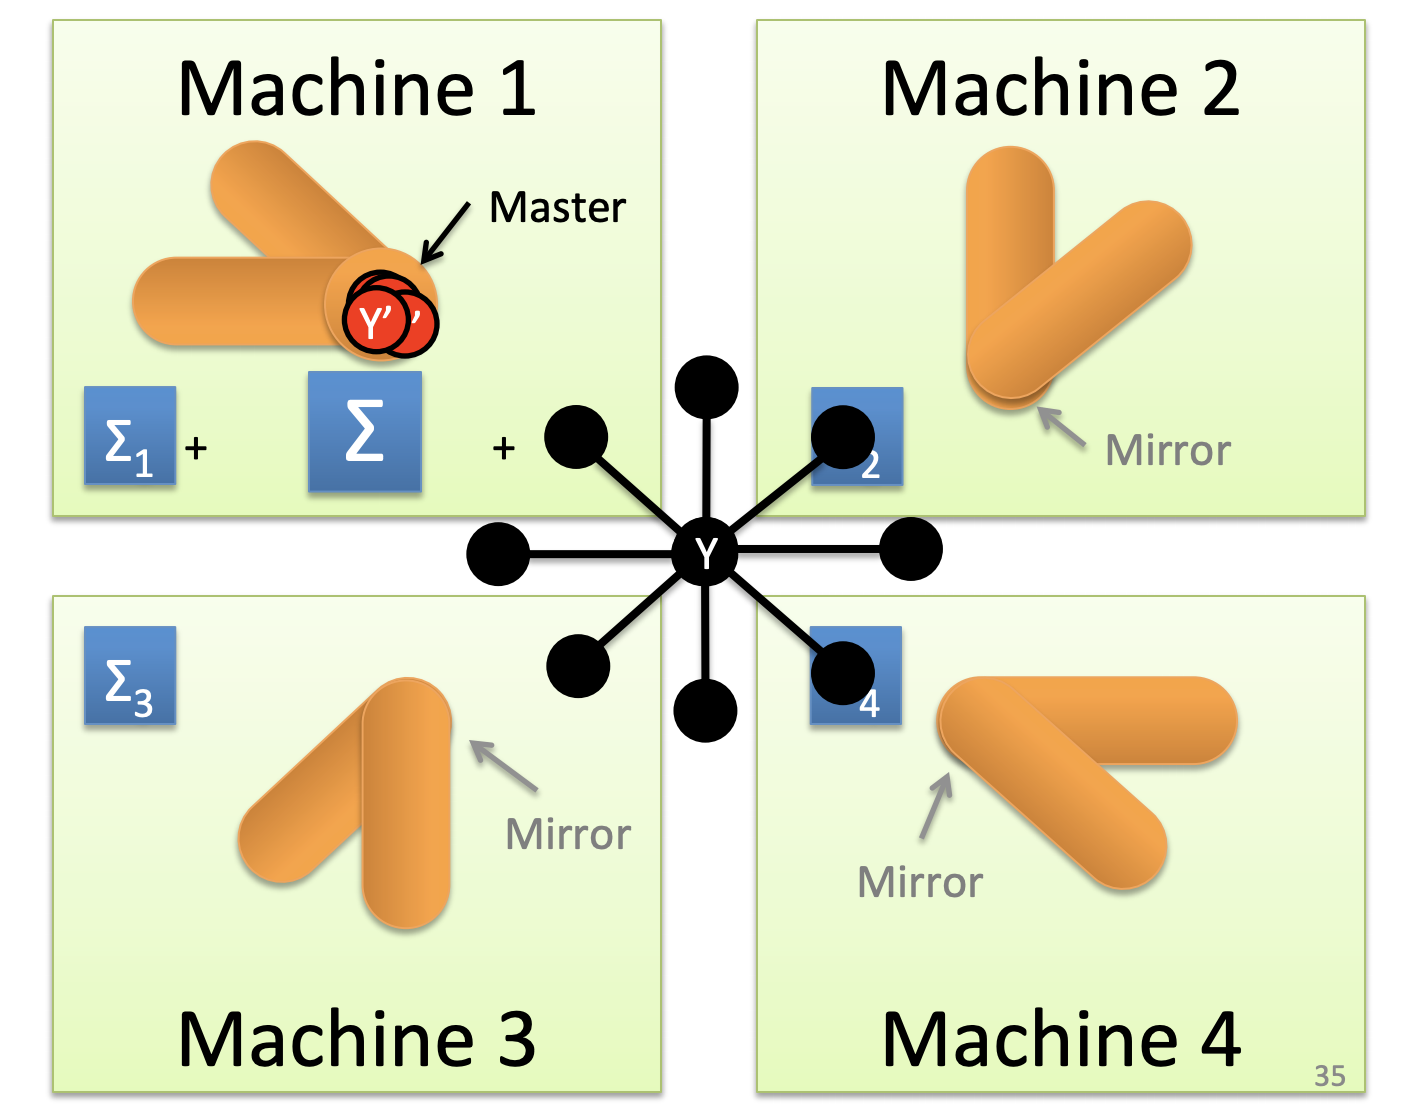 Machine 1
Machine 2
Master
Y’ ’
Σ1 + Σ +
2
Mirror
Y
Σ3
4
Mirror
Mirror
Machine 3
Machine 4
35